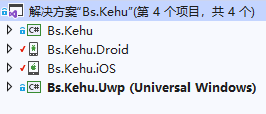 解决方案"Bs.Kehu"(第 4 个项目，共 4 个)
C# Bs.Kehu
Bs.Kehu.Droid
Bs.Kehu.iOS
C# Bs.Kehu.Uwp (Universal Windows)